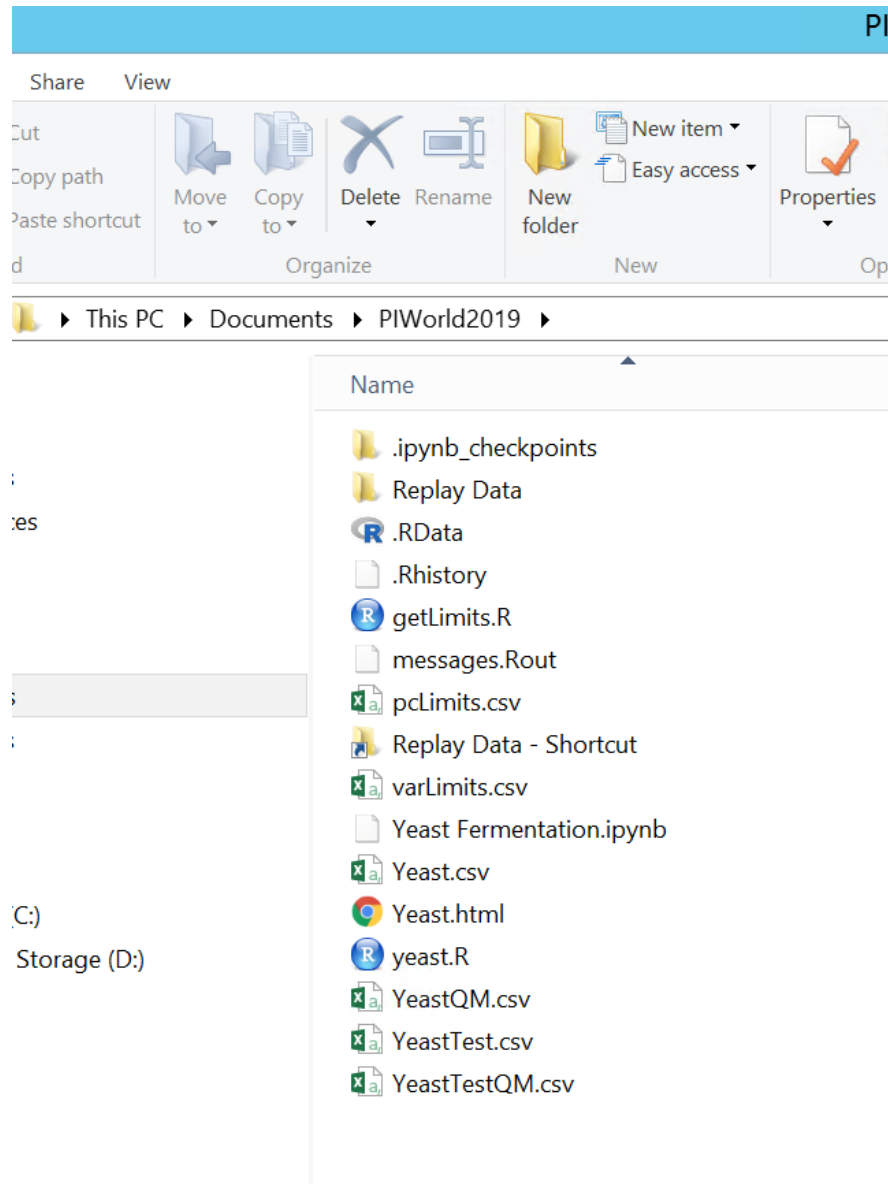 PI
Share View
Cut
Copy path
Paste shortcut
Move to
Copy to
Delete
Rename
New folder
New item
Easy access
Properties
d
Organize
New
Op
This PC Documents PIWorld2019
Name
.ipynb_checkpoints
Replay Data
.RData
.Rhistory
getLimits.R
messages.Rout
pcLimits.csv
Replay Data - Shortcut
varLimits.csv
Yeast Fermentation.ipynb
Yeast.csv
Yeast.html
yeast.R
YeastQM.csv
YeastTest.csv
YeastTestQM.csv
s
ces
s
s
(C:)
Storage (D:)